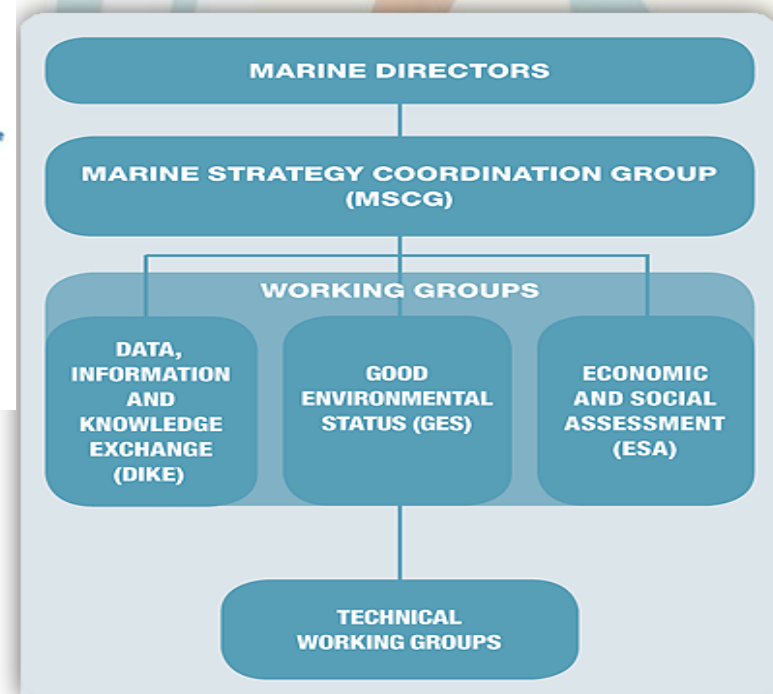 MARINE DIRECTORS
MARINE STRATEGY COORDINATION GROUP
(MSCG)
WORKING GROUPS
DATA,
INFORMATION
AND
KNOWLEDGE
EXCHANGE
(DIKE)
GOOD
ENVIRONMENTAL
STATUS (GES)
ECONOMIC
AND SOCIAL
ASSESSMENT
(ESA)
TECHNICAL
WORKING GROUPS